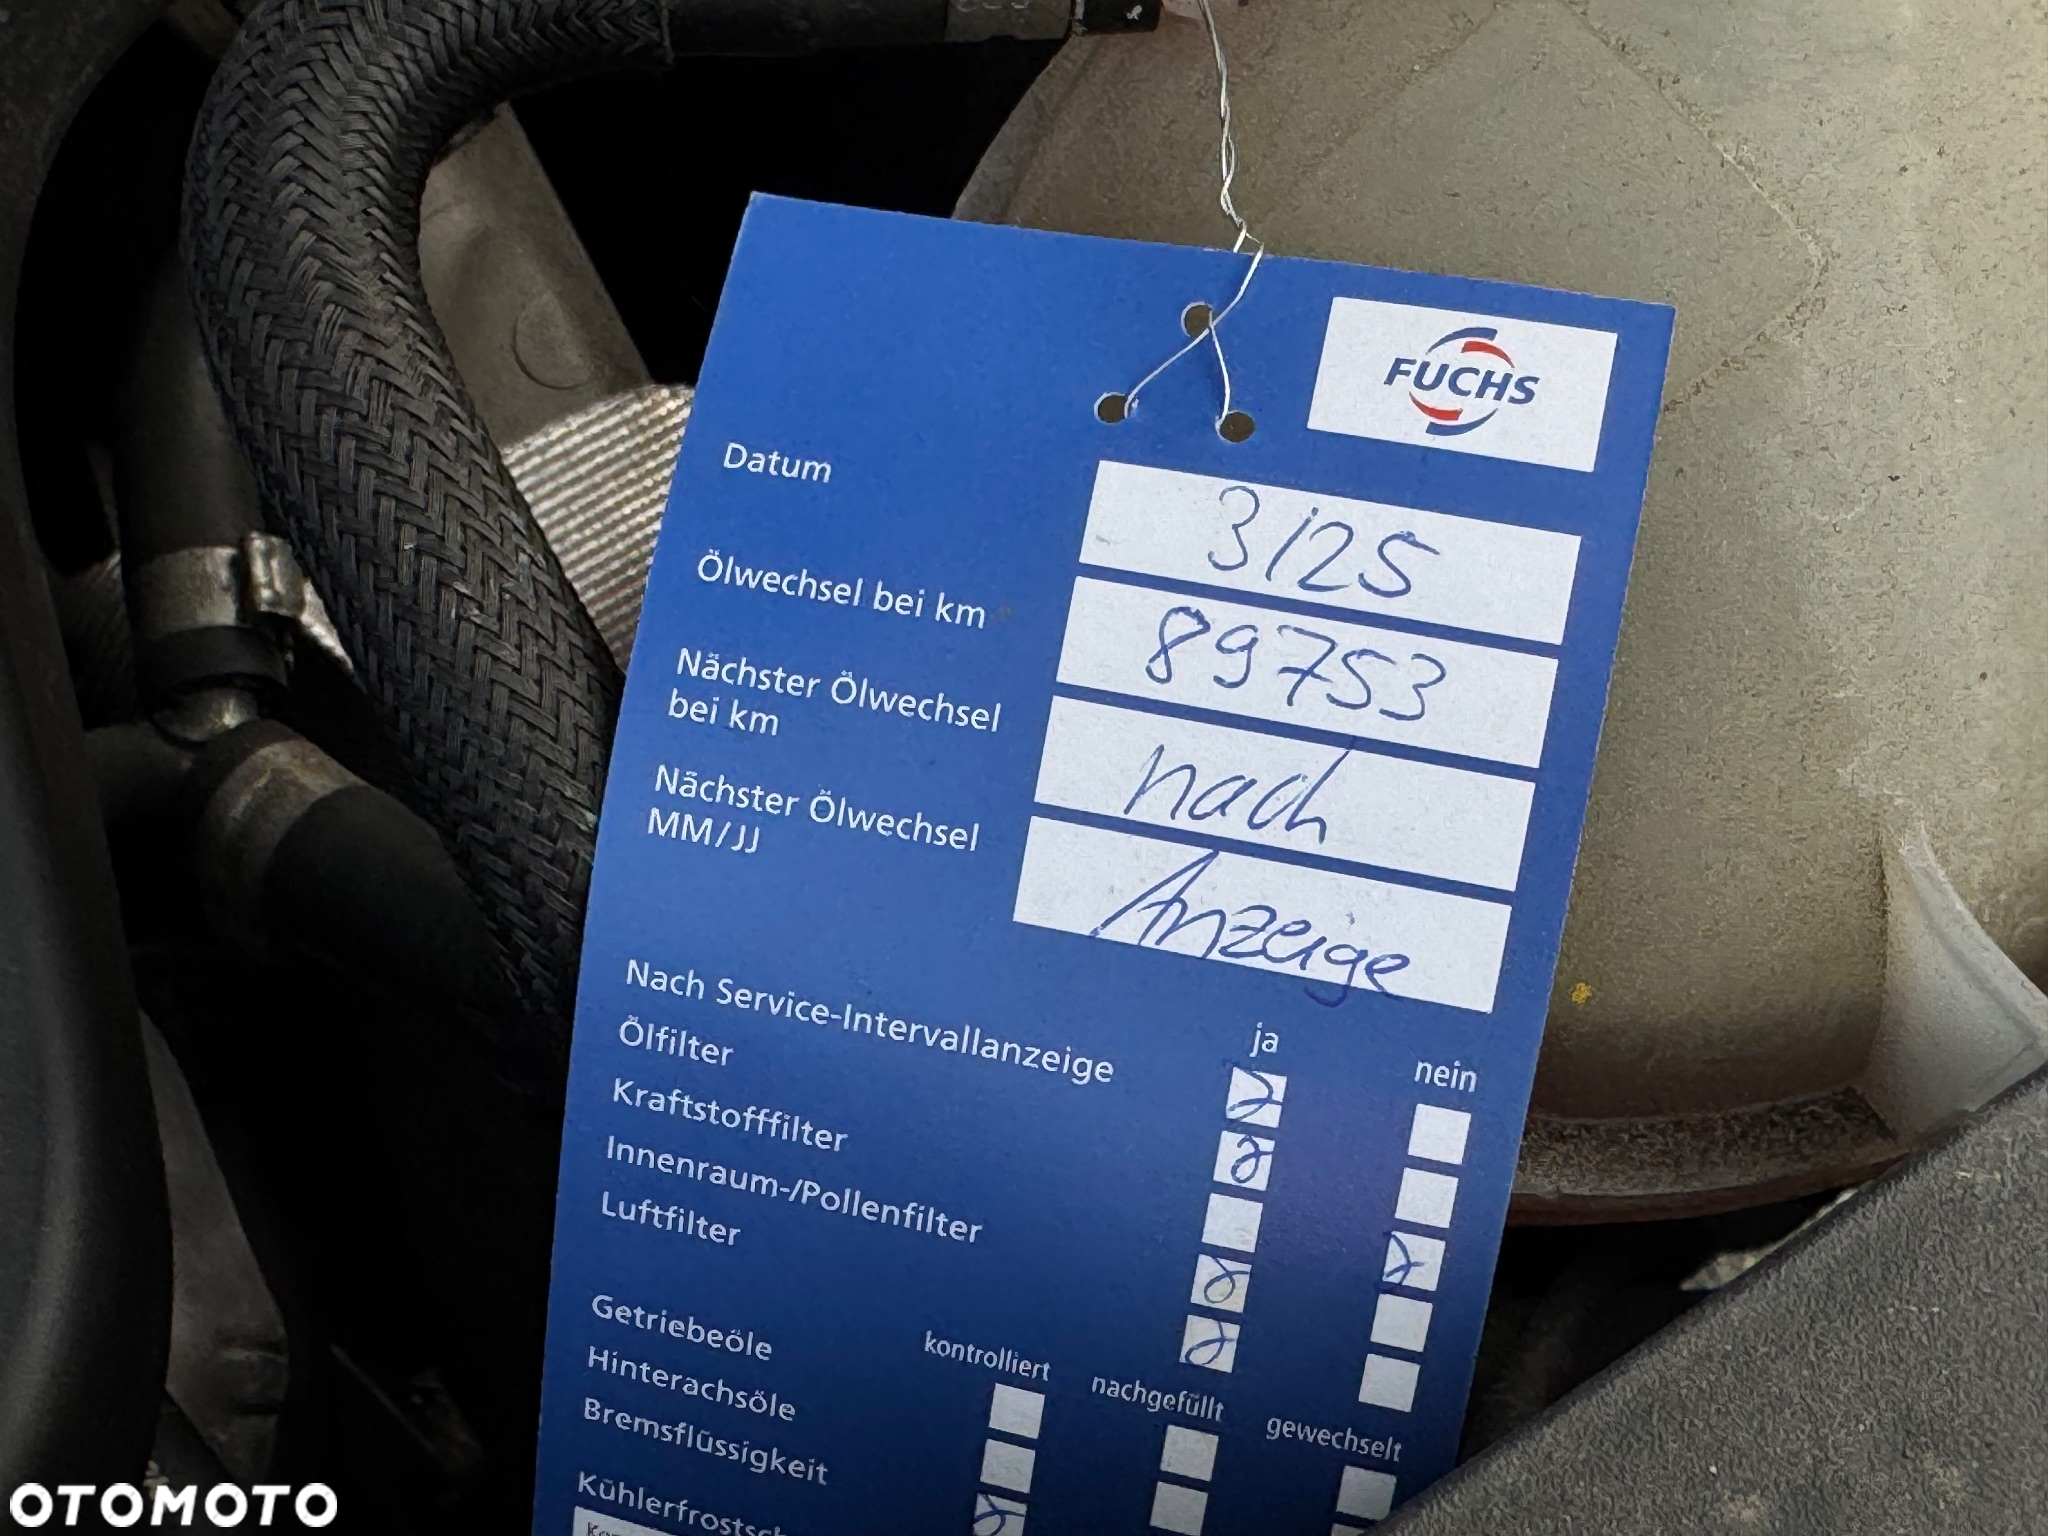 FUCHS
Datum 3/25
Ölwechsel bei km 89753
Nächster Ölwechsel
bei km nach
Nächster Ölwechsel
MM/JJ Anzeige
ja nein
Nach Service-Intervallanzeige
Ölfilter
Kraftstofffilter
Innenraum-/Pollenfilter
Luftfilter
kontrolliert nachgefüllt gewechselt
Getriebeöle
Hinterachsöle
Bremsflüssigkeit
OTOMOTO